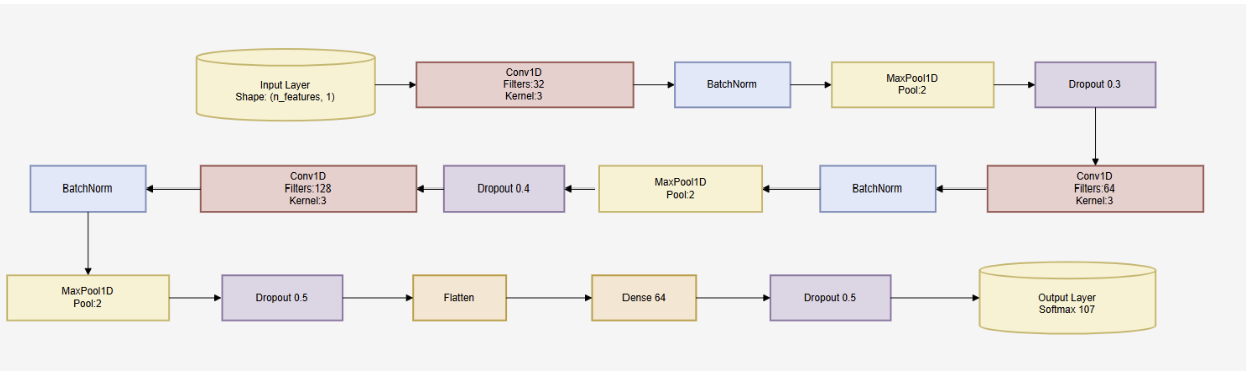 Input Layer
Shape: (n_features, 1)
Conv1D
Filters:32
Kernel:3
BatchNorm
MaxPool1D
Pool:2
Dropout 0.3
Conv1D
Filters:64
Kernel:3
BatchNorm
MaxPool1D
Pool:2
Dropout 0.4
Conv1D
Filters:128
Kernel:3
BatchNorm
MaxPool1D
Pool:2
Dropout 0.5
Flatten
Dense 64
Dropout 0.5
Output Layer
Softmax 107